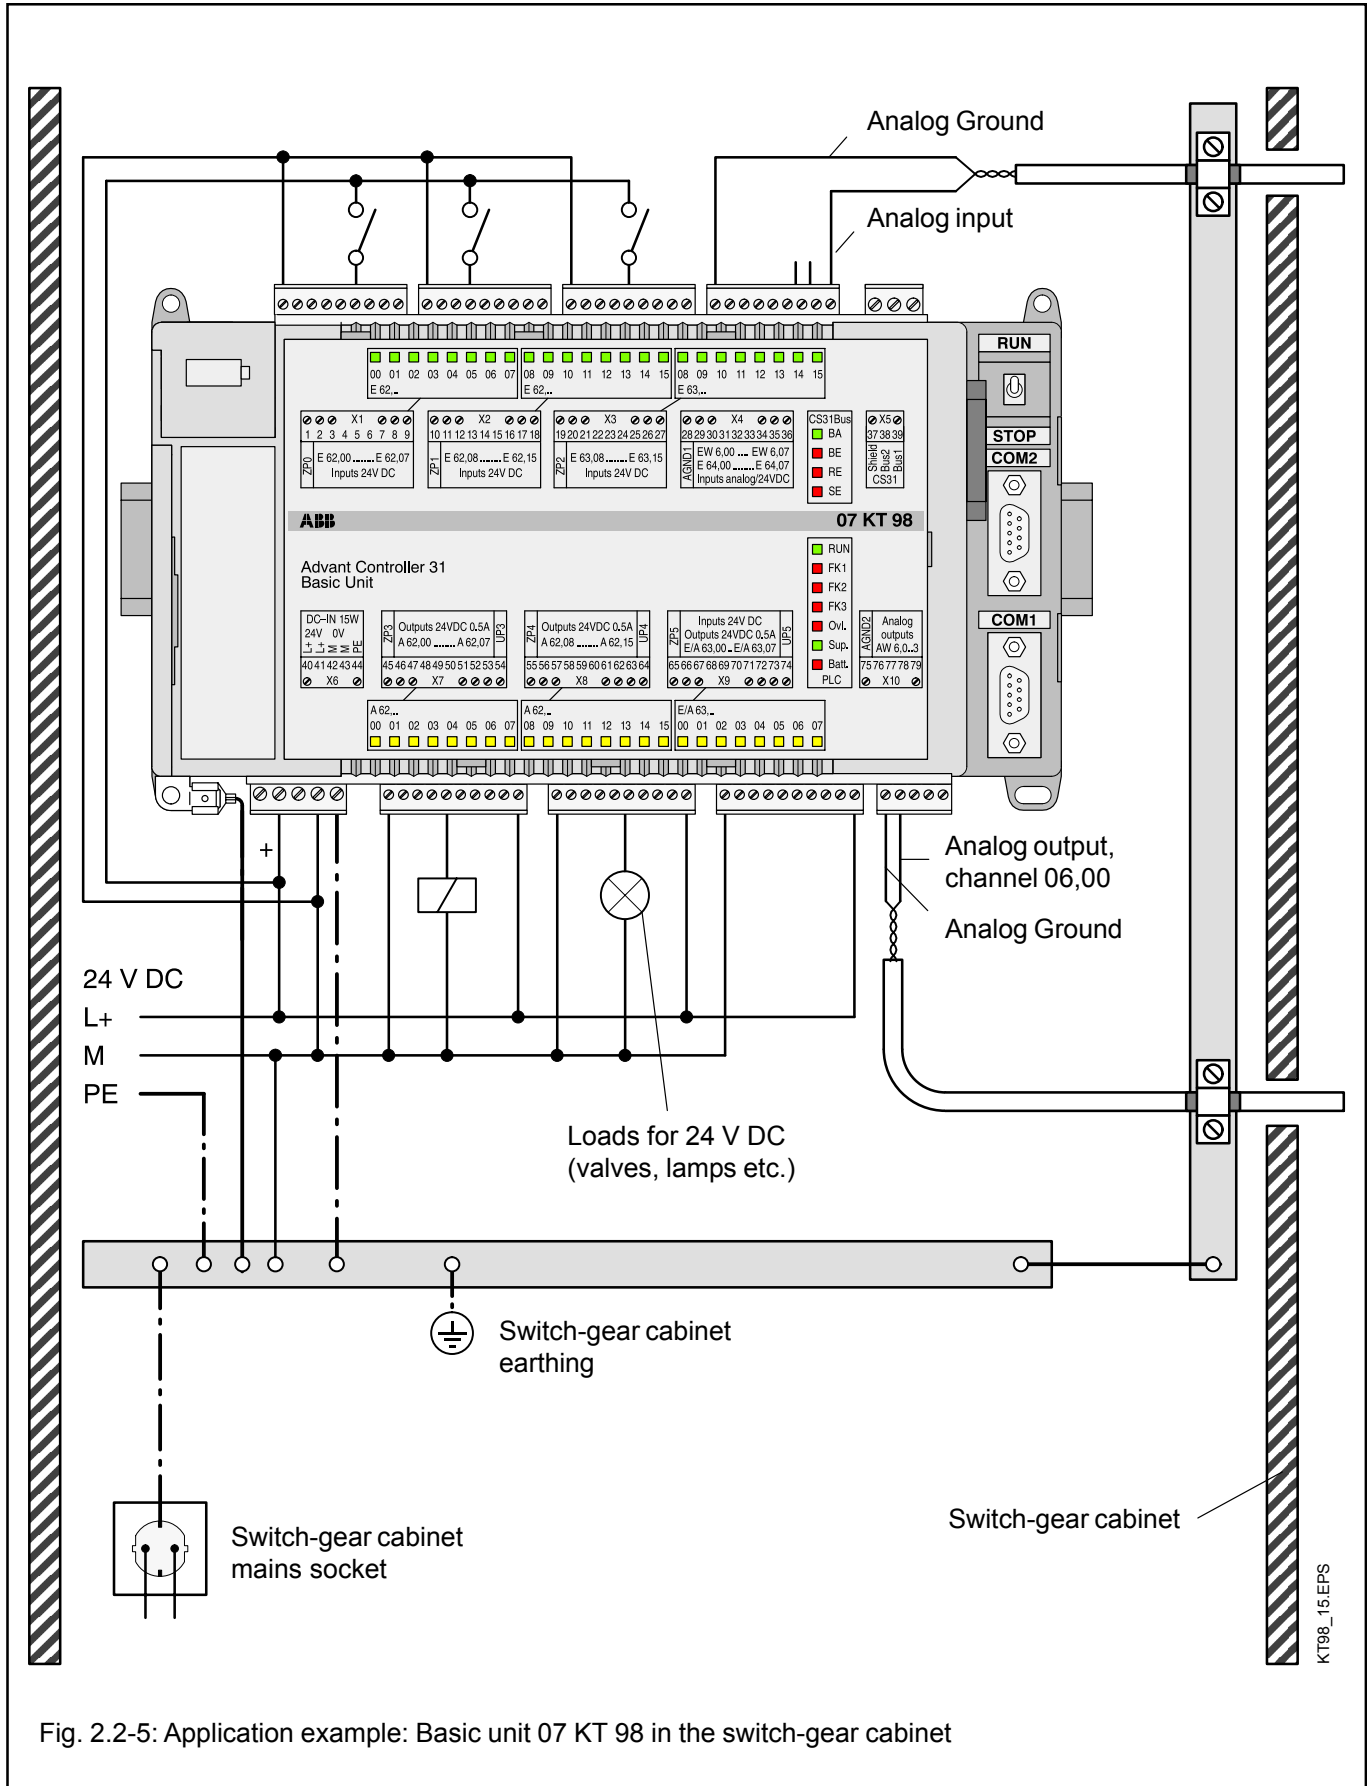 Analog Ground
Analog input
RUN
STOP
COM2
COM1
00 01 02 03 04 05 06 07
E 62,..
08 09 10 11 12 13 14 15
E 62,..
08 09 10 11 12 13 14 15
E 63,..
X1
1 2 3 4 5 6 7 8 9
ZP0
E 62,00 ....... E 62,07
Inputs 24V DC
X2
10 11 12 13 14 15 16 17 18
ZP1
E 62,08 ....... E 62,15
Inputs 24V DC
X3
19 20 21 22 23 24 25 26 27
ZP2
E 63,08 ....... E 63,15
Inputs 24V DC
X4
28 29 30 31 32 33 34 35 36
AGND1
EW 6,00 .... EW 6,07
E 64,00 ....... E 64,07
Inputs analog/24VDC
CS31Bus
BA
BE
RE
SE
X5
37 38 39
Shield
Bus2
Bus1
CS31
ABB
07 KT 98
Advant Controller 31
Basic Unit
RUN
FK1
FK2
FK3
Ovl.
Sup.
Batt.
PLC
DC–IN 15W
24V 0V
L+ L+ M M PE
40 41 42 43 44
X6
ZP3
Outputs 24VDC 0.5A
A 62,00 ....... A 62,07
UP3
45 46 47 48 49 50 51 52 53 54
X7
ZP4
Outputs 24VDC 0.5A
A 62,08 ...... A 62,15
UP4
55 56 57 58 59 60 61 62 63 64
X8
ZP5
Inputs 24V DC
Outputs 24VDC 0.5A
E/A 63,00 .. E/A 63,07
UP5
65 66 67 68 69 70 71 72 73 74
X9
AGND2
Analog
outputs
AW 6,0..3
75 76 77 78 79
X10
A 62,..
00 01 02 03 04 05 06 07
A 62,..
08 09 10 11 12 13 14 15
E/A 63,..
00 01 02 03 04 05 06 07
+
Analog output,
channel 06,00
Analog Ground
24 V DC
L+
M
PE
Loads for 24 V DC
(valves, lamps etc.)
Switch-gear cabinet
earthing
Switch-gear cabinet
mains socket
Switch-gear cabinet
KT98_15.EPS
Fig. 2.2-5: Application example: Basic unit 07 KT 98 in the switch-gear cabinet